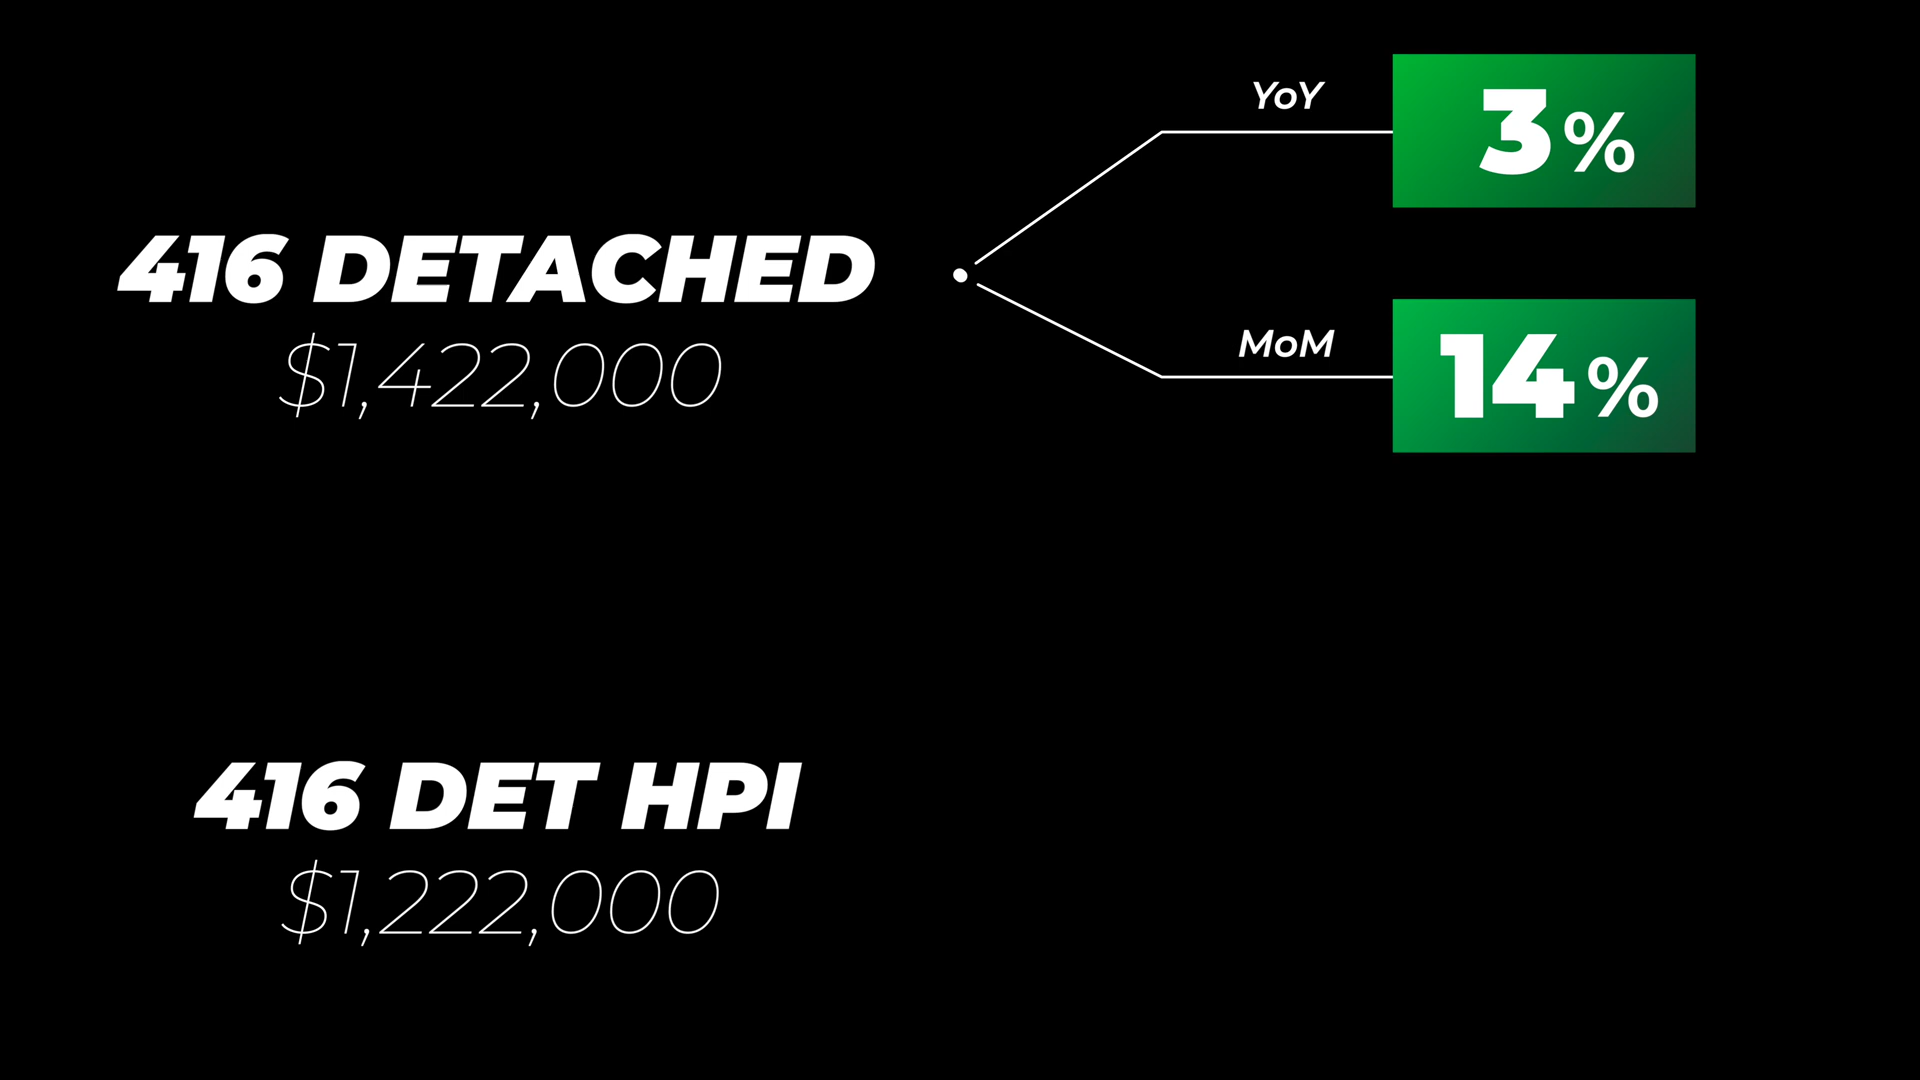 YoY
3%
416 DETACHED
$1,422,000
MoM
14%
416 DET HPI
$1,222,000